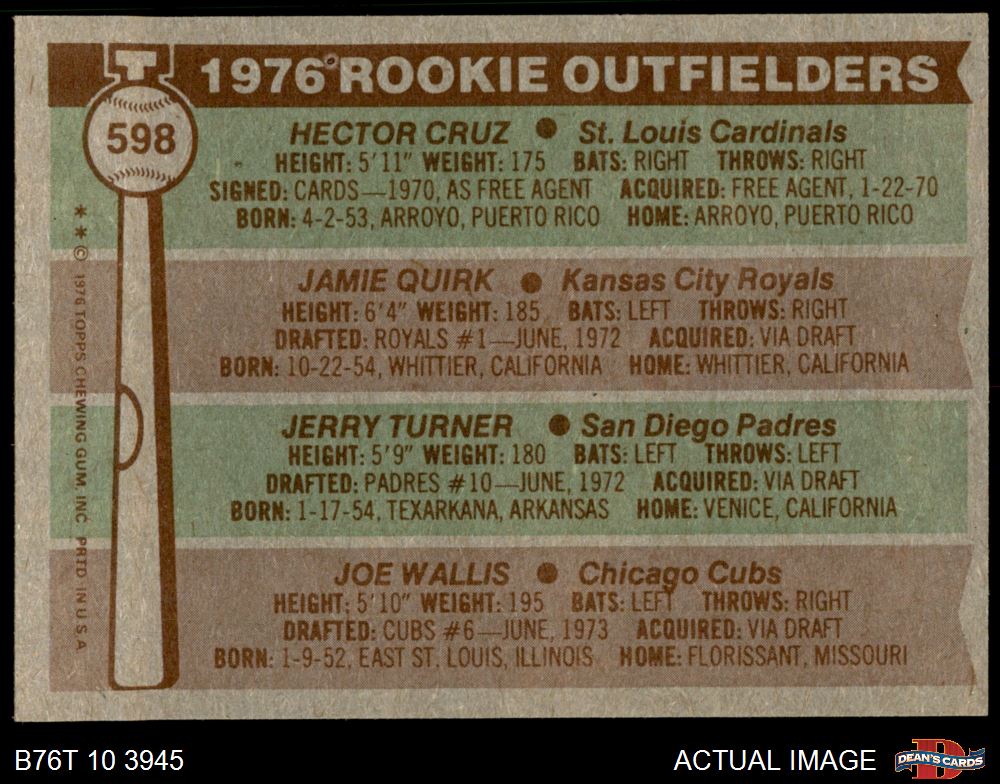 T
1976 ROOKIE OUTFIELDERS
598
HECTOR CRUZ ● St. Louis Cardinals
HEIGHT: 5'11" WEIGHT: 175 BATS: RIGHT THROWS: RIGHT
SIGNED: CARDS—1970, AS FREE AGENT ACQUIRED: FREE AGENT, 1-22-70
BORN: 4-2-53, ARROYO, PUERTO RICO HOME: ARROYO, PUERTO RICO
JAMIE QUIRK ● Kansas City Royals
HEIGHT: 6'4" WEIGHT: 185 BATS: LEFT THROWS: RIGHT
DRAFTED: ROYALS #1—JUNE, 1972 ACQUIRED: VIA DRAFT
BORN: 10-22-54, WHITTIER, CALIFORNIA HOME: WHITTIER, CALIFORNIA
JERRY TURNER ● San Diego Padres
HEIGHT: 5'9" WEIGHT: 180 BATS: LEFT THROWS: LEFT
DRAFTED: PADRES #10—JUNE, 1972 ACQUIRED: VIA DRAFT
BORN: 1-17-54, TEXARKANA, ARKANSAS HOME: VENICE, CALIFORNIA
JOE WALLIS ● Chicago Cubs
HEIGHT: 5'10" WEIGHT: 195 BATS: LEFT THROWS: RIGHT
DRAFTED: CUBS #6—JUNE, 1973 ACQUIRED: VIA DRAFT
BORN: 1-9-52, EAST ST. LOUIS, ILLINOIS HOME: FLORISSANT, MISSOURI
** © 1976 TOPPS CHEWING GUM, INC. PRTD. IN U.S.A.
B76T 10 3945
ACTUAL IMAGE
D
DEAN'S CARDS